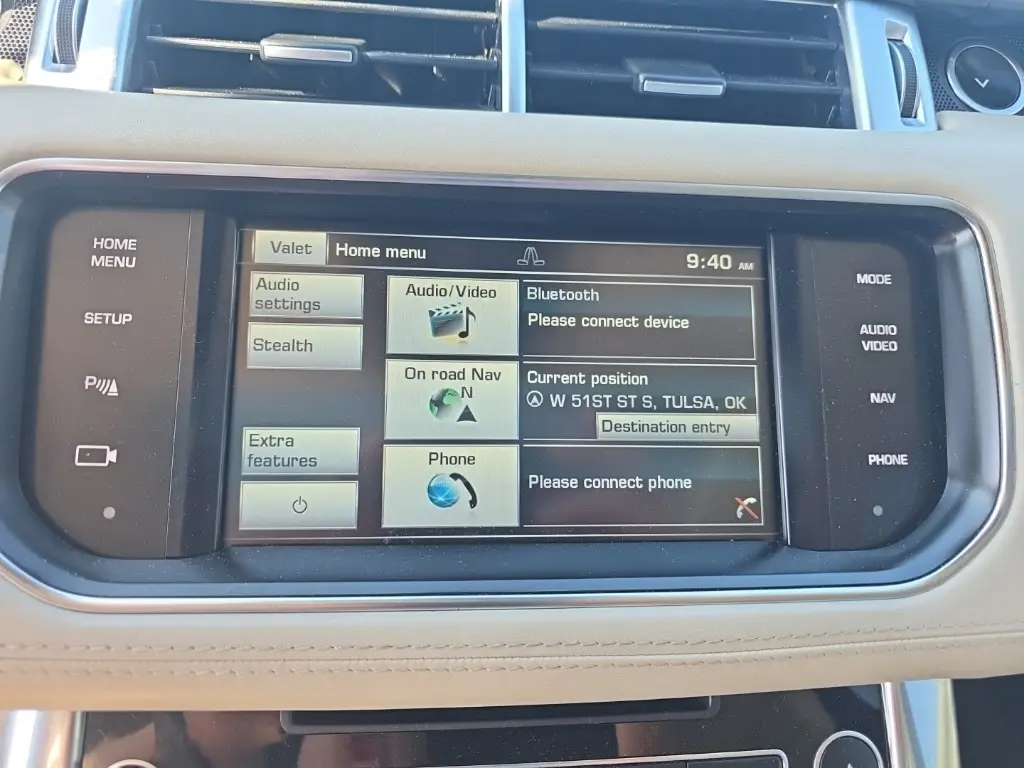 HOME
MENU
SETUP
P
Valet
Home menu
9:40 AM
Audio
settings
Stealth
Extra
features
Audio/Video
On road Nav
N
Phone
Bluetooth
Please connect device
Current position
W 51ST ST S, TULSA, OK
Destination entry
Please connect phone
MODE
AUDIO
VIDEO
NAV
PHONE